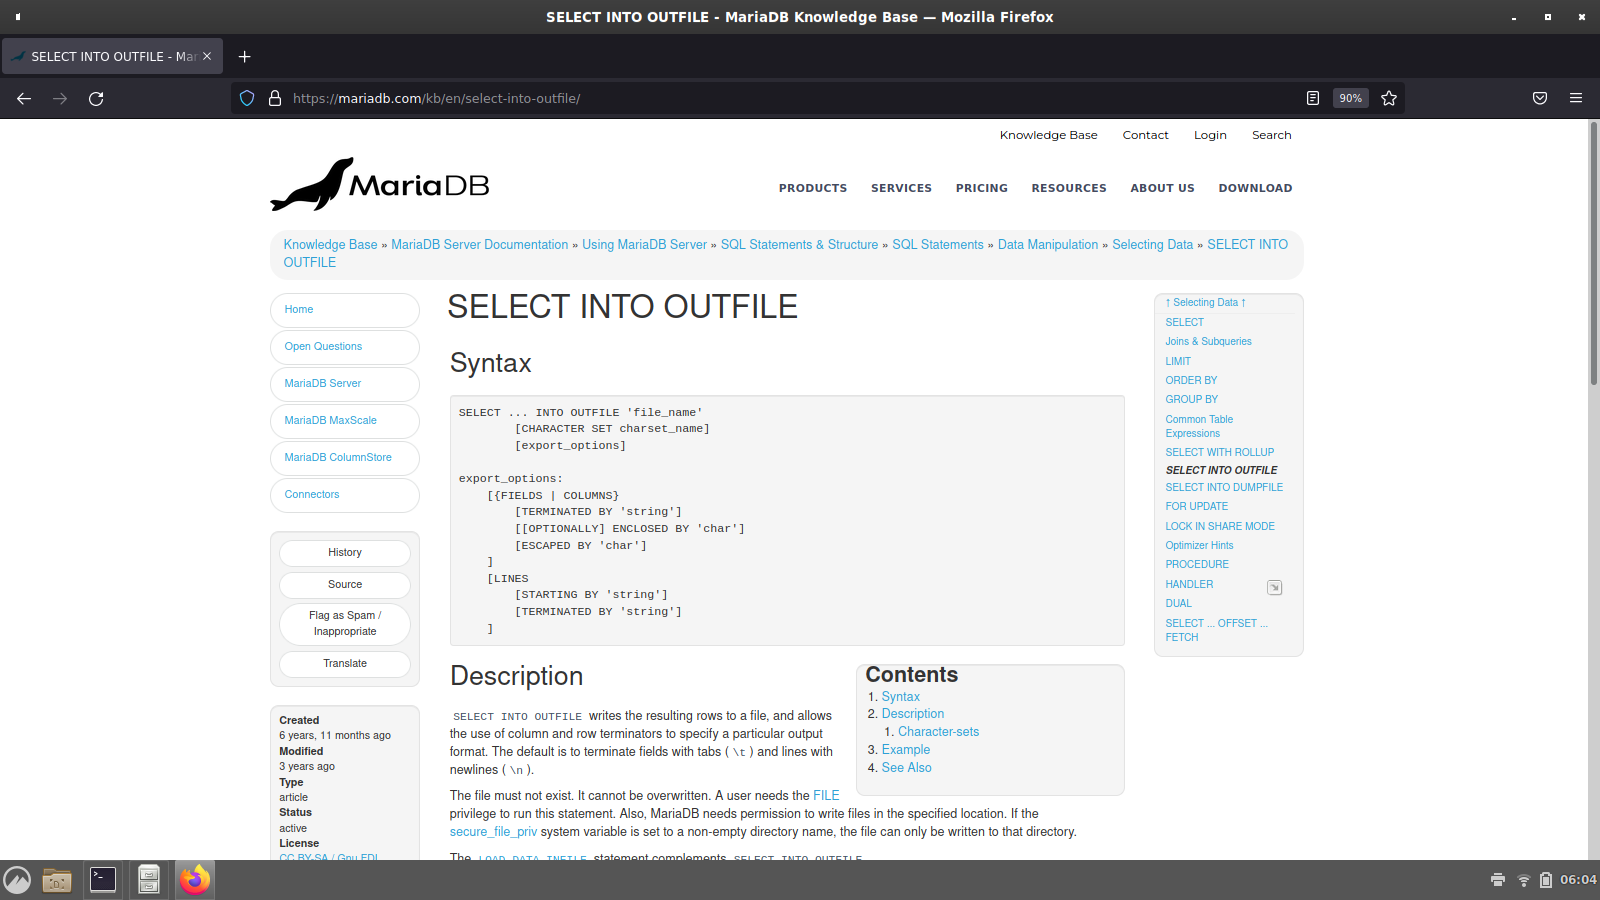 SELECT INTO OUTFILE - MariaDB Knowledge Base — Mozilla Firefox
SELECT INTO OUTFILE - Mar
https://mariadb.com/kb/en/select-into-outfile/
90%
Knowledge Base
Contact
Login
Search
MariaDB
PRODUCTS
SERVICES
PRICING
RESOURCES
ABOUT US
DOWNLOAD
Knowledge Base » MariaDB Server Documentation » Using MariaDB Server » SQL Statements & Structure » SQL Statements » Data Manipulation » Selecting Data » SELECT INTO
OUTFILE
Home
Open Questions
MariaDB Server
MariaDB MaxScale
MariaDB ColumnStore
Connectors
History
Source
Flag as Spam /
Inappropriate
Translate
Created
6 years, 11 months ago
Modified
3 years ago
Type
article
Status
active
License
CC BY-SA / Gnu FDL
SELECT INTO OUTFILE
Syntax
SELECT ... INTO OUTFILE 'file_name'
        [CHARACTER SET charset_name]
        [export_options]
export_options:
    [{FIELDS | COLUMNS}
        [TERMINATED BY 'string']
        [[OPTIONALLY] ENCLOSED BY 'char']
        [ESCAPED BY 'char']
    ]
    [LINES
        [STARTING BY 'string']
        [TERMINATED BY 'string']
    ]
Description
SELECT INTO OUTFILE writes the resulting rows to a file, and allows
the use of column and row terminators to specify a particular output
format. The default is to terminate fields with tabs ( \t ) and lines with
newlines ( \n ).
The file must not exist. It cannot be overwritten. A user needs the FILE
privilege to run this statement. Also, MariaDB needs permission to write files in the specified location. If the
secure_file_priv system variable is set to a non-empty directory name, the file can only be written to that directory.
The LOAD DATA INFILE statement complements SELECT INTO OUTFILE
Contents
1. Syntax
2. Description
1. Character-sets
3. Example
4. See Also
↑ Selecting Data ↑
SELECT
Joins & Subqueries
LIMIT
ORDER BY
GROUP BY
Common Table
Expressions
SELECT WITH ROLLUP
SELECT INTO OUTFILE
SELECT INTO DUMPFILE
FOR UPDATE
LOCK IN SHARE MODE
Optimizer Hints
PROCEDURE
HANDLER
DUAL
SELECT ... OFFSET ...
FETCH
06:04